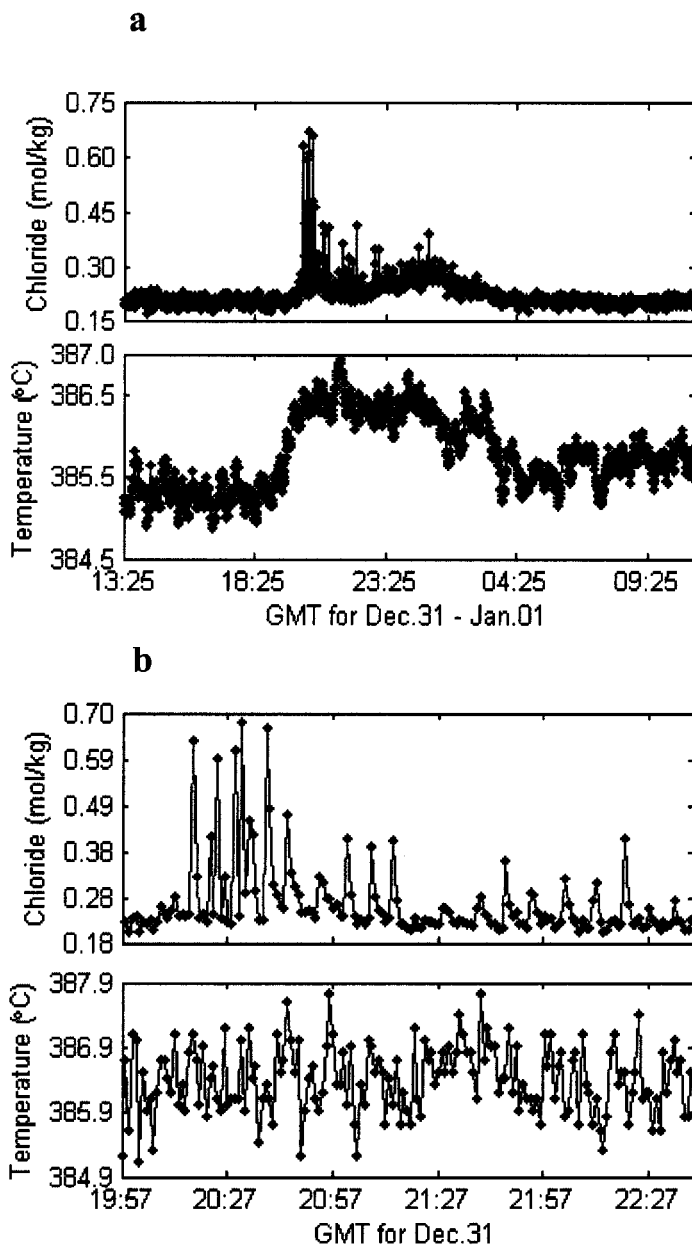 a
Chloride (mol/kg)
0.75
0.60
0.45
0.30
0.15
Temperature (°C)
387.0
386.5
385.5
384.5
13:25 18:25 23:25 04:25 09:25
GMT for Dec.31 - Jan.01
b
Chloride (mol/kg)
0.70
0.59
0.49
0.38
0.28
0.18
Temperature (°C)
387.9
386.9
385.9
384.9
19:57 20:27 20:57 21:27 21:57 22:27
GMT for Dec.31